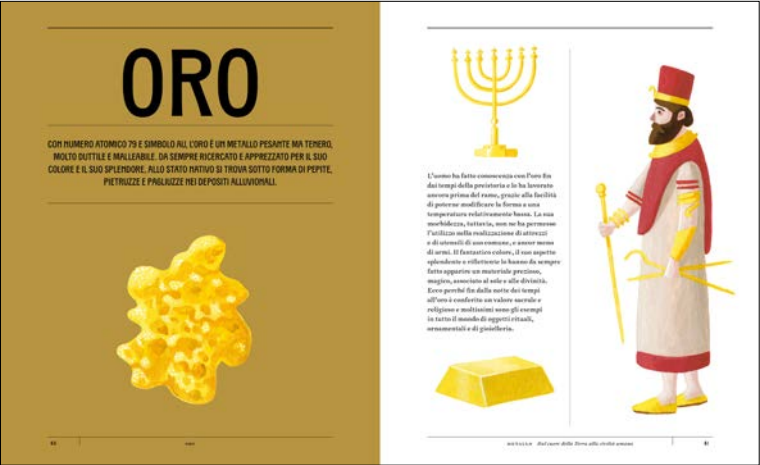 ORO
CON NUMERO ATOMICO 79 E SIMBOLO AU, L'ORO È UN METALLO PESANTE MA TENERO,
MOLTO DUTTILE E MALLEABILE. DA SEMPRE RICERCATO E APPREZZATO PER IL SUO
COLORE E IL SUO SPLENDORE, ALLO STATO NATIVO SI TROVA SOTTO FORMA DI PEPITE,
PIETRUZZE E PAGLIUZZE NEI DEPOSITI ALLUVIONALI.
L'uomo ha fatto conoscenza con l'oro fin
dai tempi della preistoria e lo ha lavorato
ancora prima del rame, grazie alla facilità
di poterne modificare la forma a una
temperatura relativamente bassa. La sua
morbidezza, tuttavia, non ne ha permesso
l'utilizzo nella realizzazione di attrezzi
e di utensili di uso comune, e ancor meno
di armi. Il fantastico colore, il suo aspetto
splendente e riflettente lo hanno da sempre
fatto apparire un materiale prezioso,
magico, associato al sole e alle divinità.
Ecco perché fin dalla notte dei tempi
all'oro è conferito un valore sacrale e
religioso e moltissimi sono gli esempi
in tutto il mondo di oggetti rituali,
ornamentali e di gioielleria.
Dal cuore della Terra alla civiltà umana